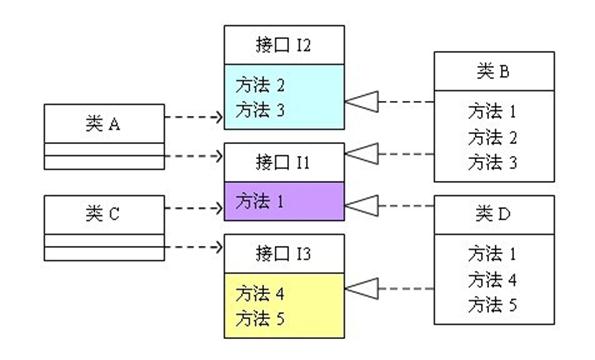 接口 I2
方法 2
方法 3
类 A
接口 I1
方法 1
类 C
接口 I3
方法 4
方法 5
类 B
方法 1
方法 2
方法 3
类 D
方法 1
方法 4
方法 5